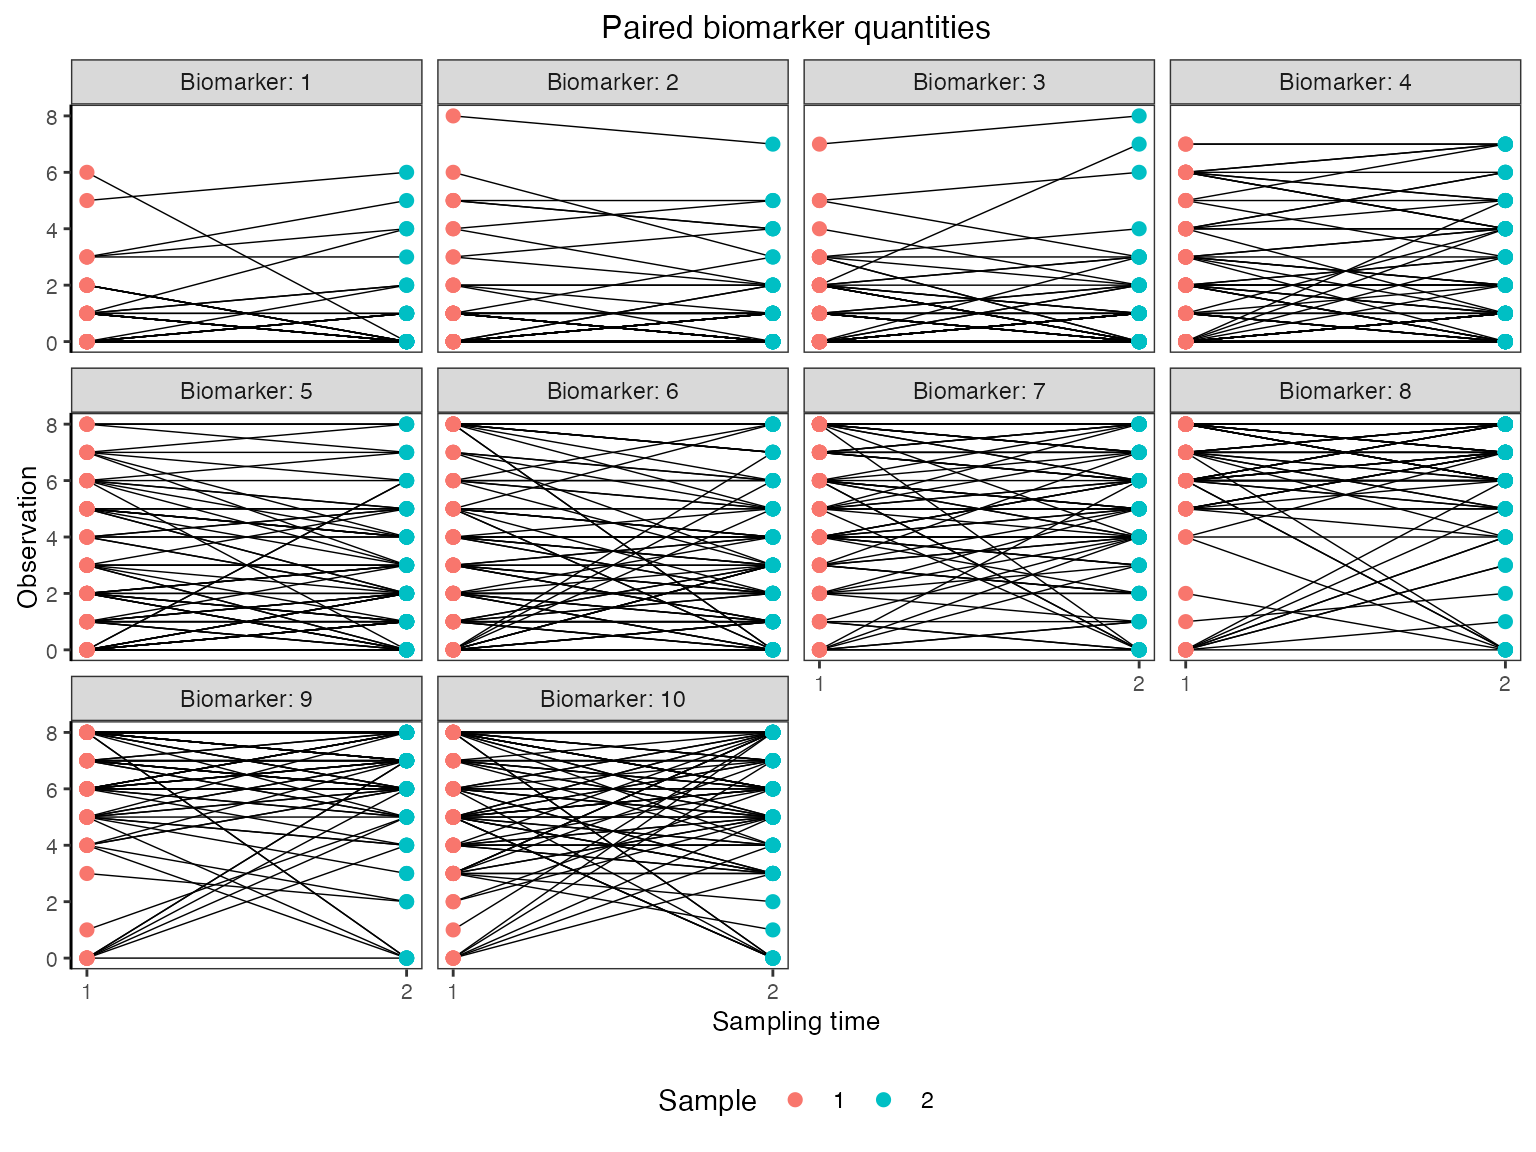 Paired biomarker quantities
Biomarker: 1
Biomarker: 2
Biomarker: 3
Biomarker: 4
8
6
4
2
0
Biomarker: 5
Biomarker: 6
Biomarker: 7
Biomarker: 8
8
6
4
2
0
1 2
1 2
Biomarker: 9
Biomarker: 10
8
6
4
2
0
1 2
1 2
Observation
Sampling time
Sample 1 2